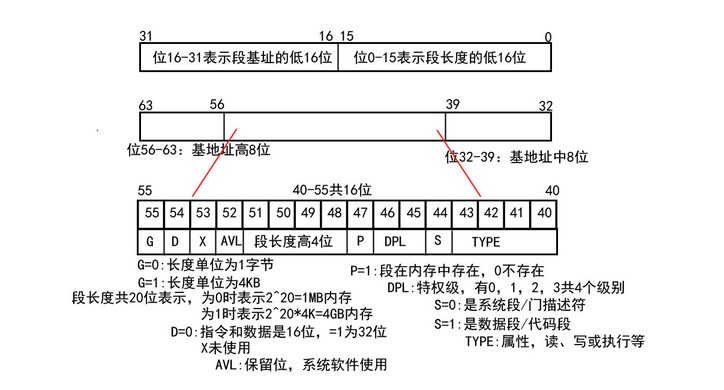 31 16 15 0
位16-31表示段基址的低16位 位0-15表示段长度的低16位
63 56 39 32
位56-63: 基地址高8位 位32-39: 基地址中8位
55 40-55共16位 40
55 54 53 52 51 50 49 48 47 46 45 44 43 42 41 40
G D X AVL 段长度高4位 P DPL S TYPE
G=0:长度单位为1字节
G=1:长度单位为4KB
段长度共20位表示, 为0时表示2^20=1MB内存
为1时表示2^20*4K=4GB内存
D=0:指令和数据是16位, =1为32位
X未使用
AVL:保留位, 系统软件使用
P=1:段在内存中存在, 0不存在
DPL:特权级, 有0, 1, 2, 3共4个级别
S=0:是系统段/门描述符
S=1:是数据段/代码段
TYPE:属性, 读、写或执行等